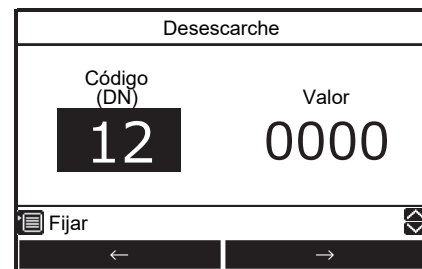 Desescarche
Código
(DN)
Valor
12
0000
Fijar
← →